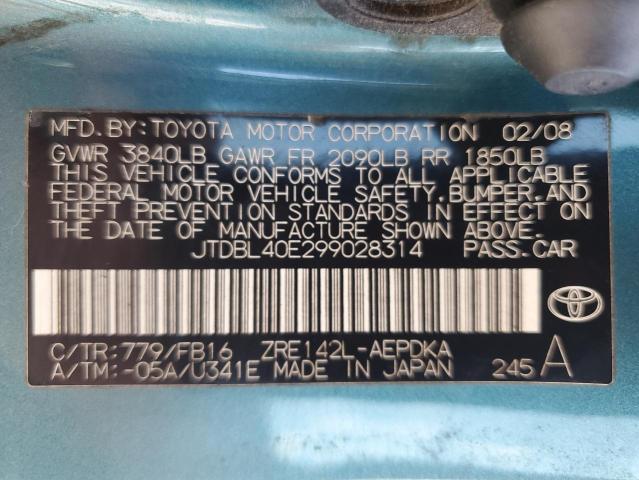 MFD. BY: TOYOTA MOTOR CORPORATION 02/08
GVWR 3840LB GAWR FR 2090LB RR 1850LB
THIS VEHICLE CONFORMS TO ALL APPLICABLE
FEDERAL MOTOR VEHICLE SAFETY, BUMPER, AND
THEFT PREVENTION STANDARDS IN EFFECT ON
THE DATE OF MANUFACTURE SHOWN ABOVE.
JTDBL40E299028314 PASS. CAR
C/TR: 779/FB16 ZRE142L-AEPDKA
A/TM: -05A/U341E MADE IN JAPAN 245 A